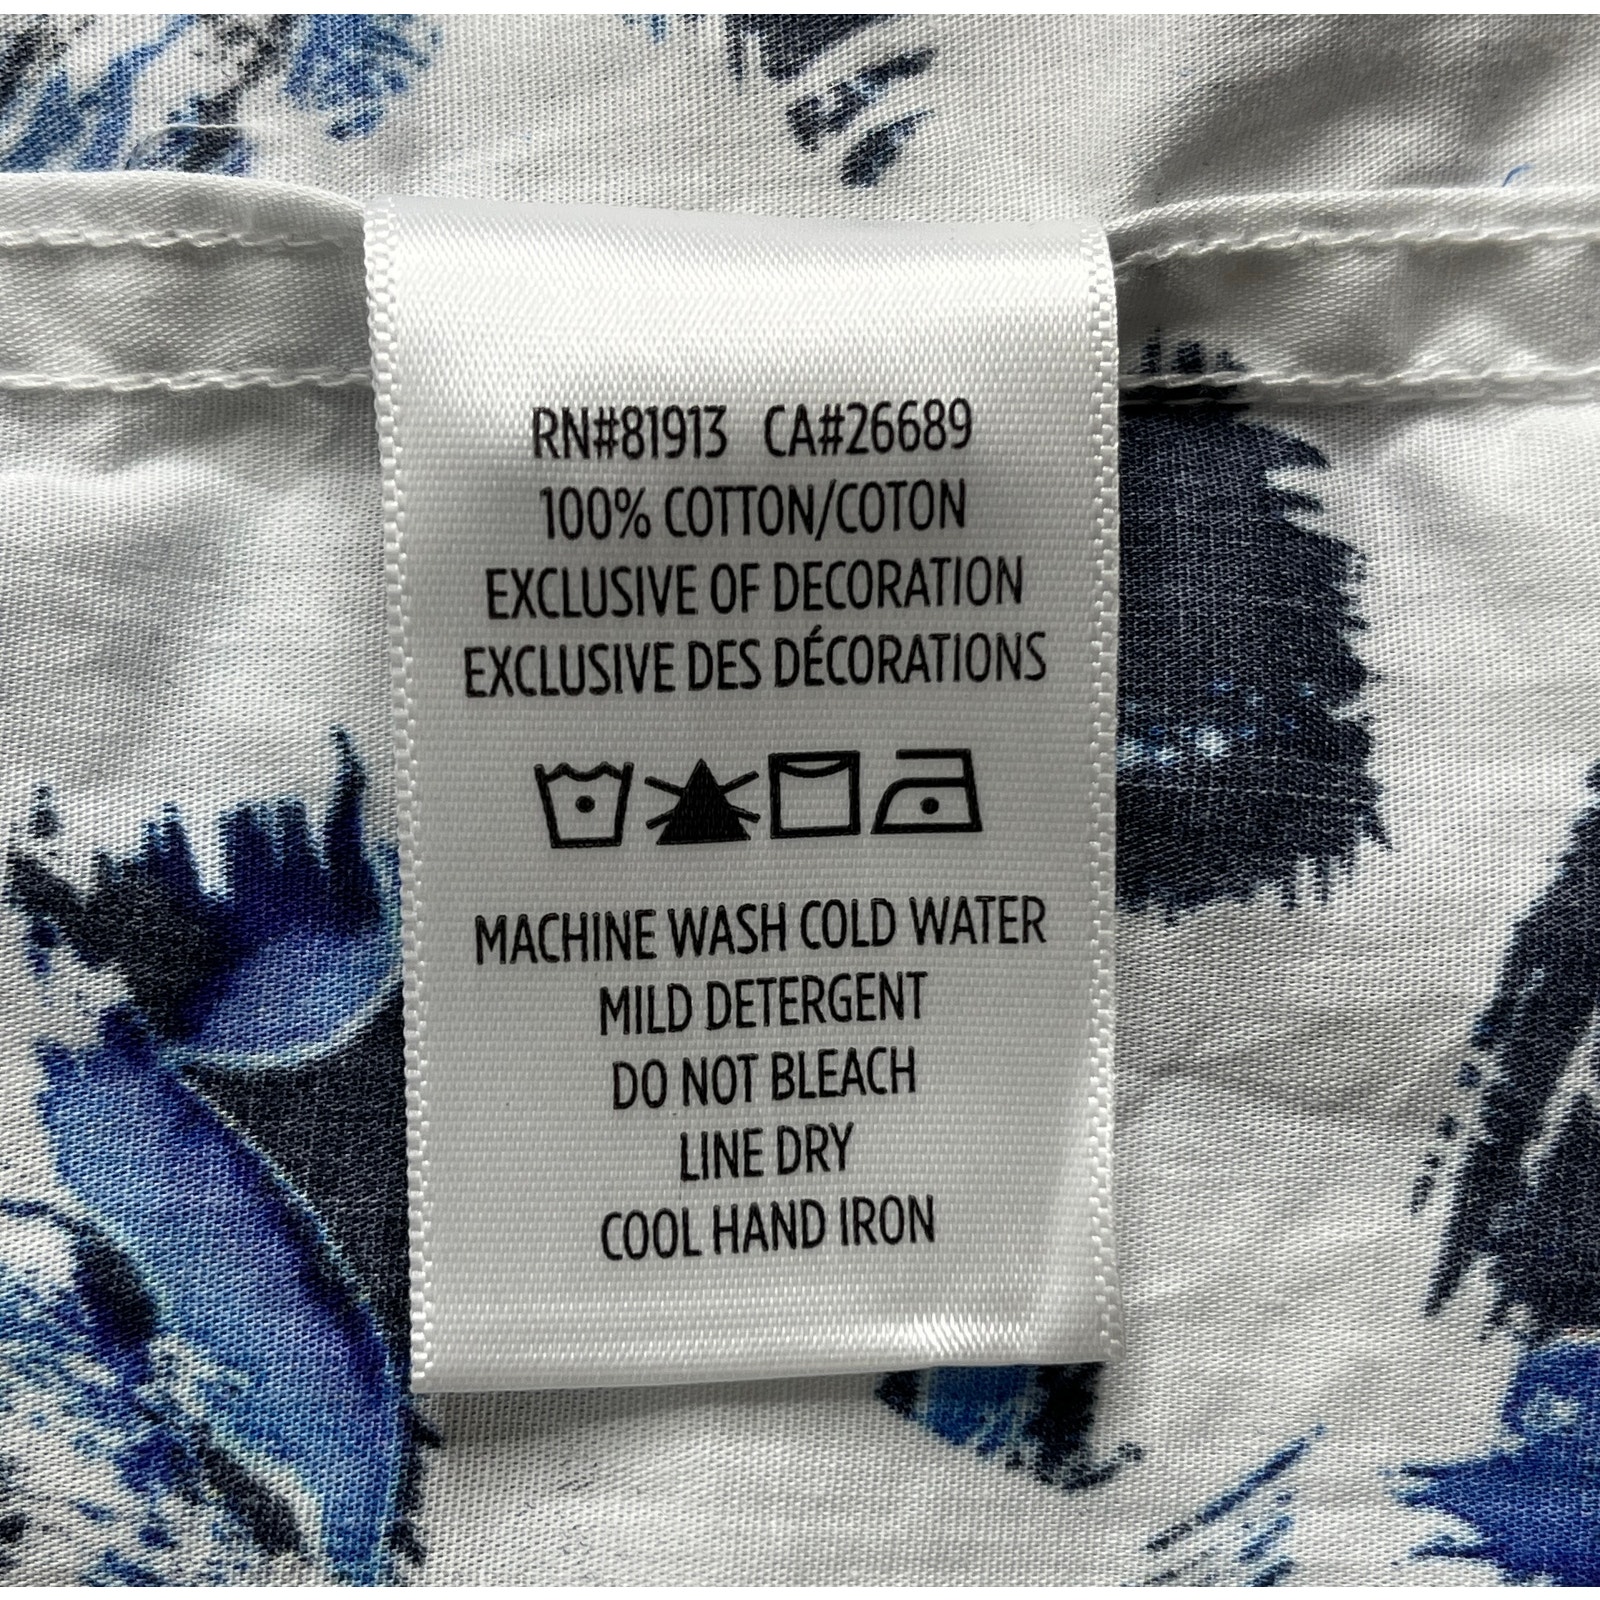 RN#81913 CA#26689
100% COTTON/COTON
EXCLUSIVE OF DECORATION
EXCLUSIVE DES DÉCORATIONS
MACHINE WASH COLD WATER
MILD DETERGENT
DO NOT BLEACH
LINE DRY
COOL HAND IRON